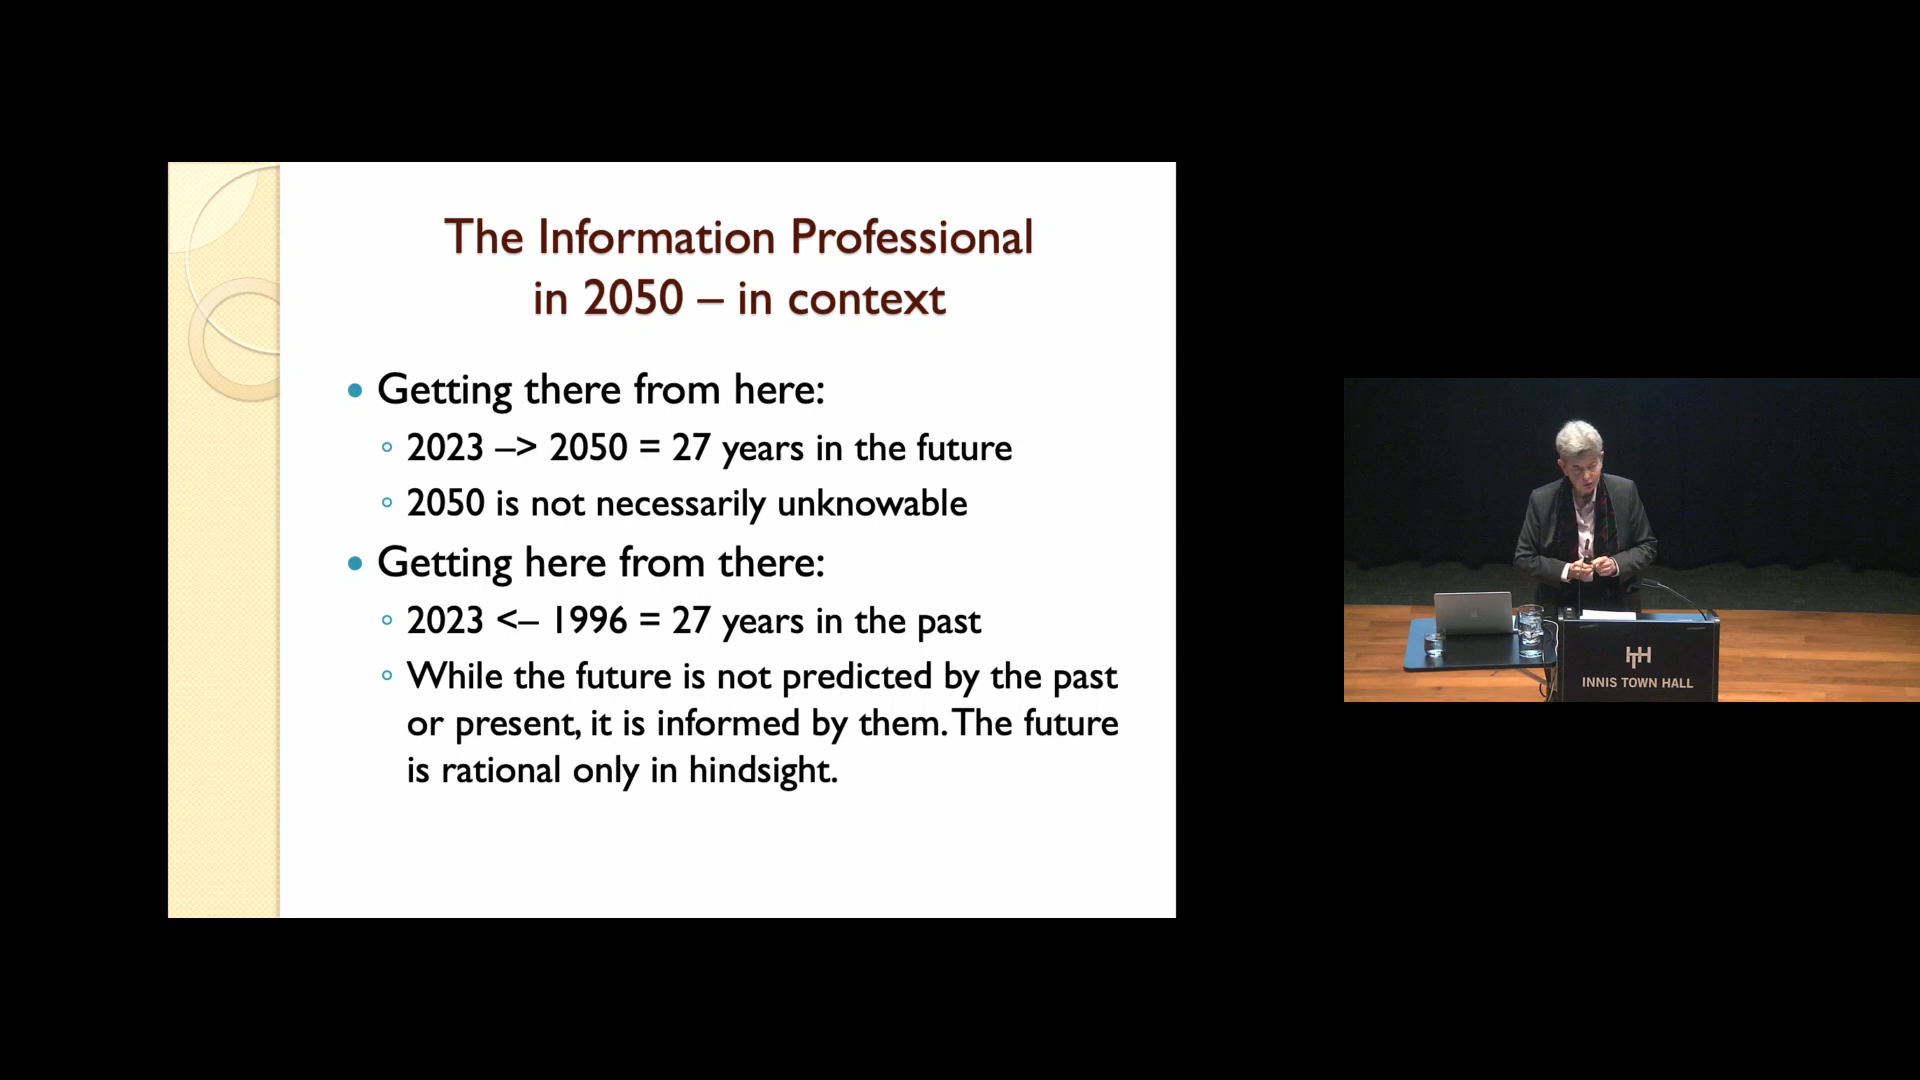 The Information Professional
in 2050 – in context
• Getting there from here:
◦ 2023 –> 2050 = 27 years in the future
◦ 2050 is not necessarily unknowable
• Getting here from there:
◦ 2023 <– 1996 = 27 years in the past
◦ While the future is not predicted by the past
or present, it is informed by them. The future
is rational only in hindsight.
INNIS TOWN HALL